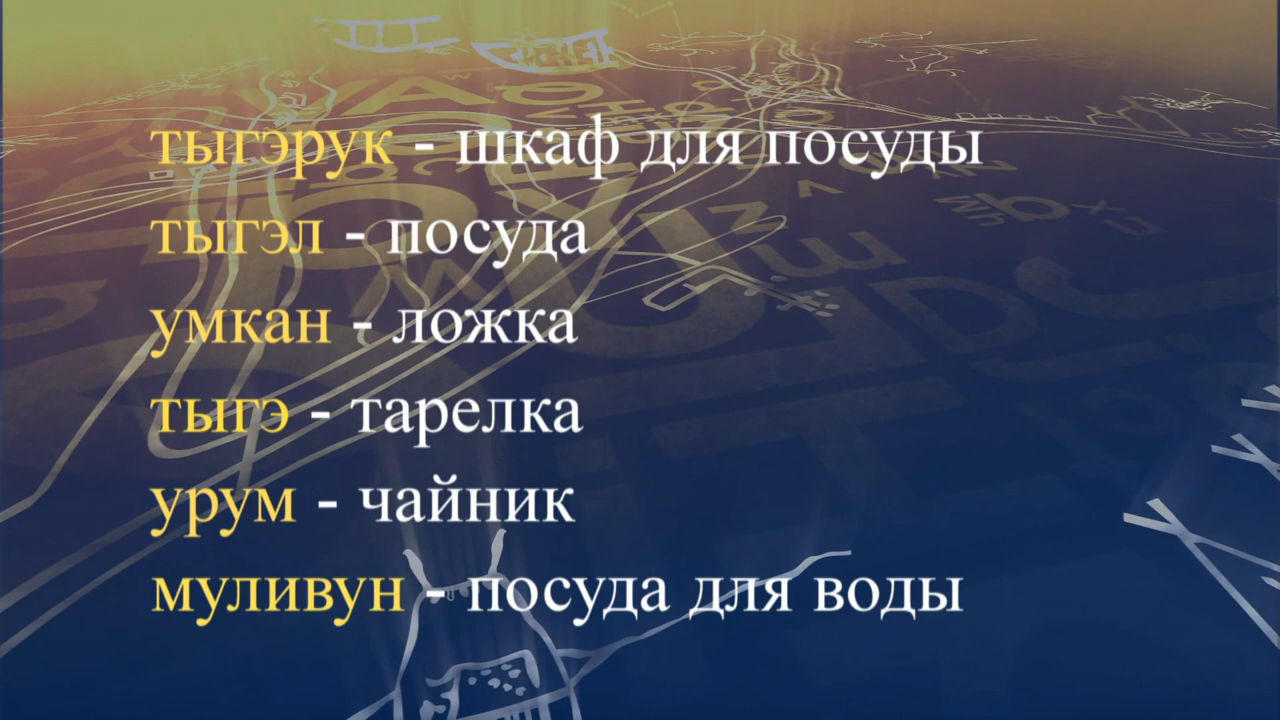 тыгэрук - шкаф для посуды
тыгэл - посуда
умкан - ложка
тыгэ - тарелка
урум - чайник
муливун - посуда для воды